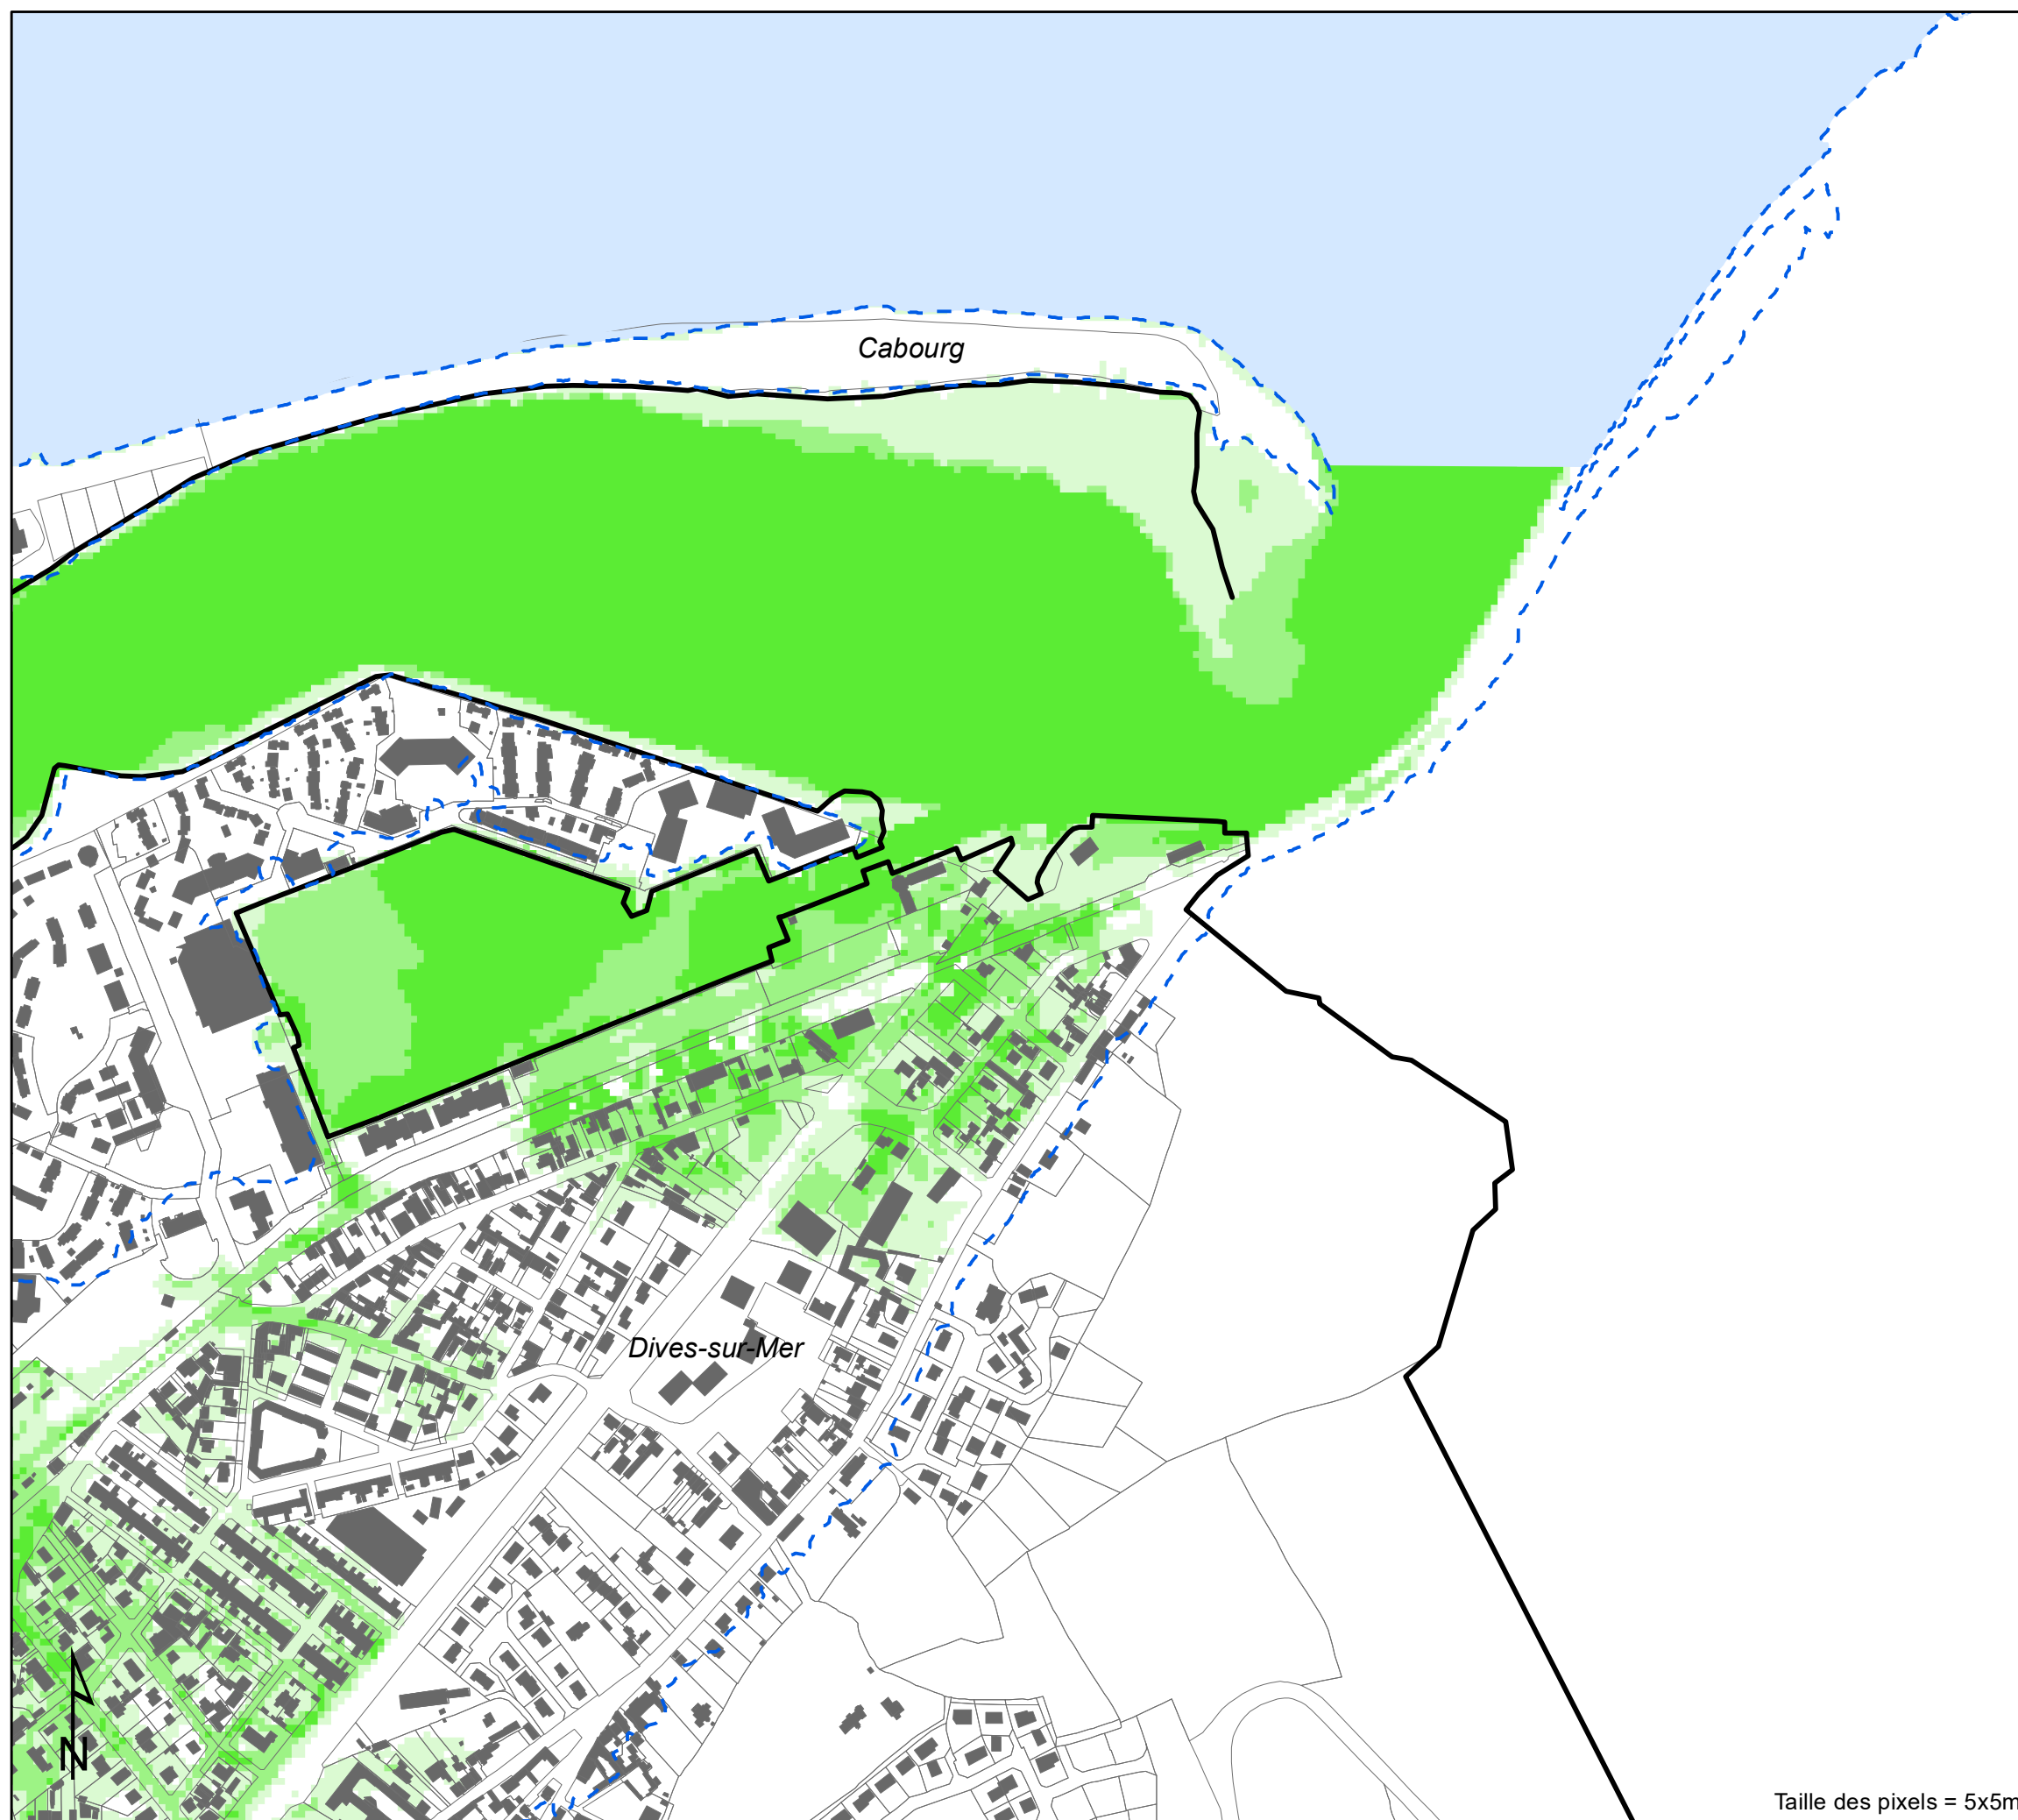 Cabourg
Dives-sur-Mer
N
Taille des pixels = 5x5m